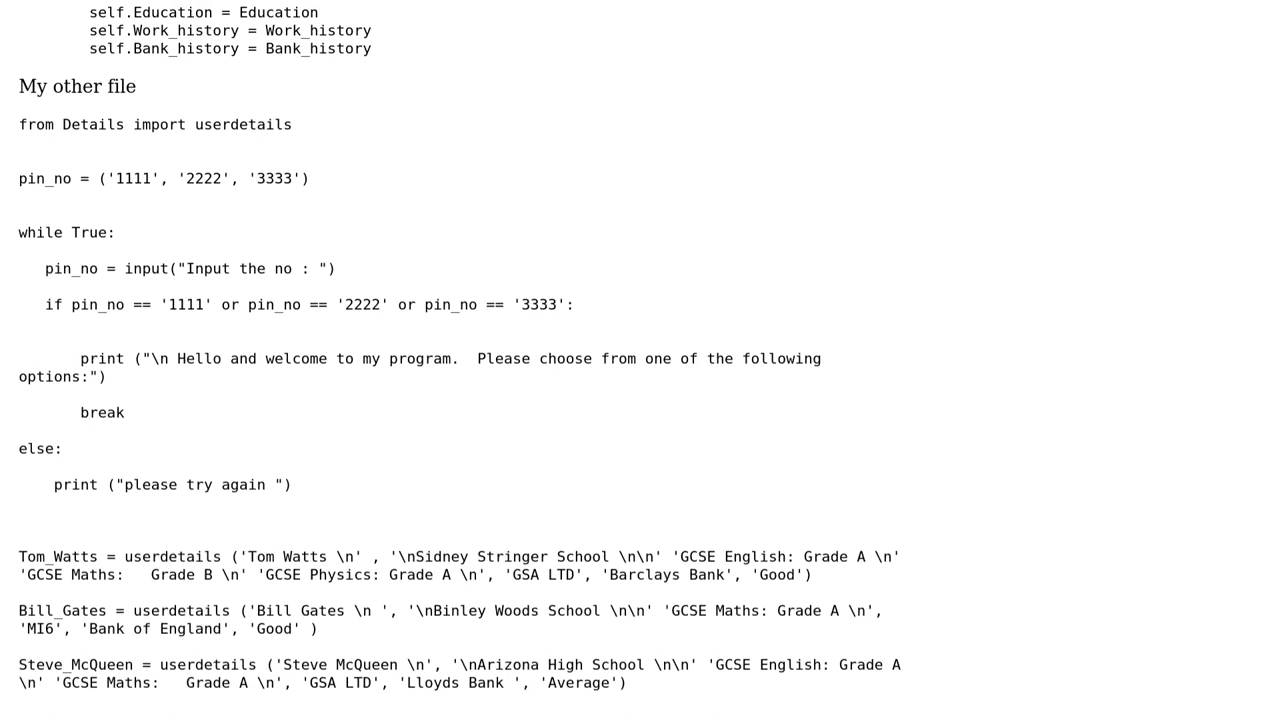 self.Education = Education
self.Work_history = Work_history
self.Bank_history = Bank_history
My other file
from Details import userdetails
pin_no = ('1111', '2222', '3333')
while True:
pin_no = input("Input the no : ")
if pin_no == '1111' or pin_no == '2222' or pin_no == '3333':
print ("\n Hello and welcome to my program.  Please choose from one of the following
options:")
break
else:
print ("please try again ")
Tom_Watts = userdetails ('Tom Watts \n' , '\nSidney Stringer School \n\n' 'GCSE English: Grade A \n'
'GCSE Maths:   Grade B \n' 'GCSE Physics: Grade A \n', 'GSA LTD', 'Barclays Bank', 'Good')
Bill_Gates = userdetails ('Bill Gates \n ', '\nBinley Woods School \n\n' 'GCSE Maths: Grade A \n',
'MI6', 'Bank of England', 'Good' )
Steve_McQueen = userdetails ('Steve McQueen \n', '\nArizona High School \n\n' 'GCSE English: Grade A
\n' 'GCSE Maths:   Grade A \n', 'GSA LTD', 'Lloyds Bank ', 'Average')